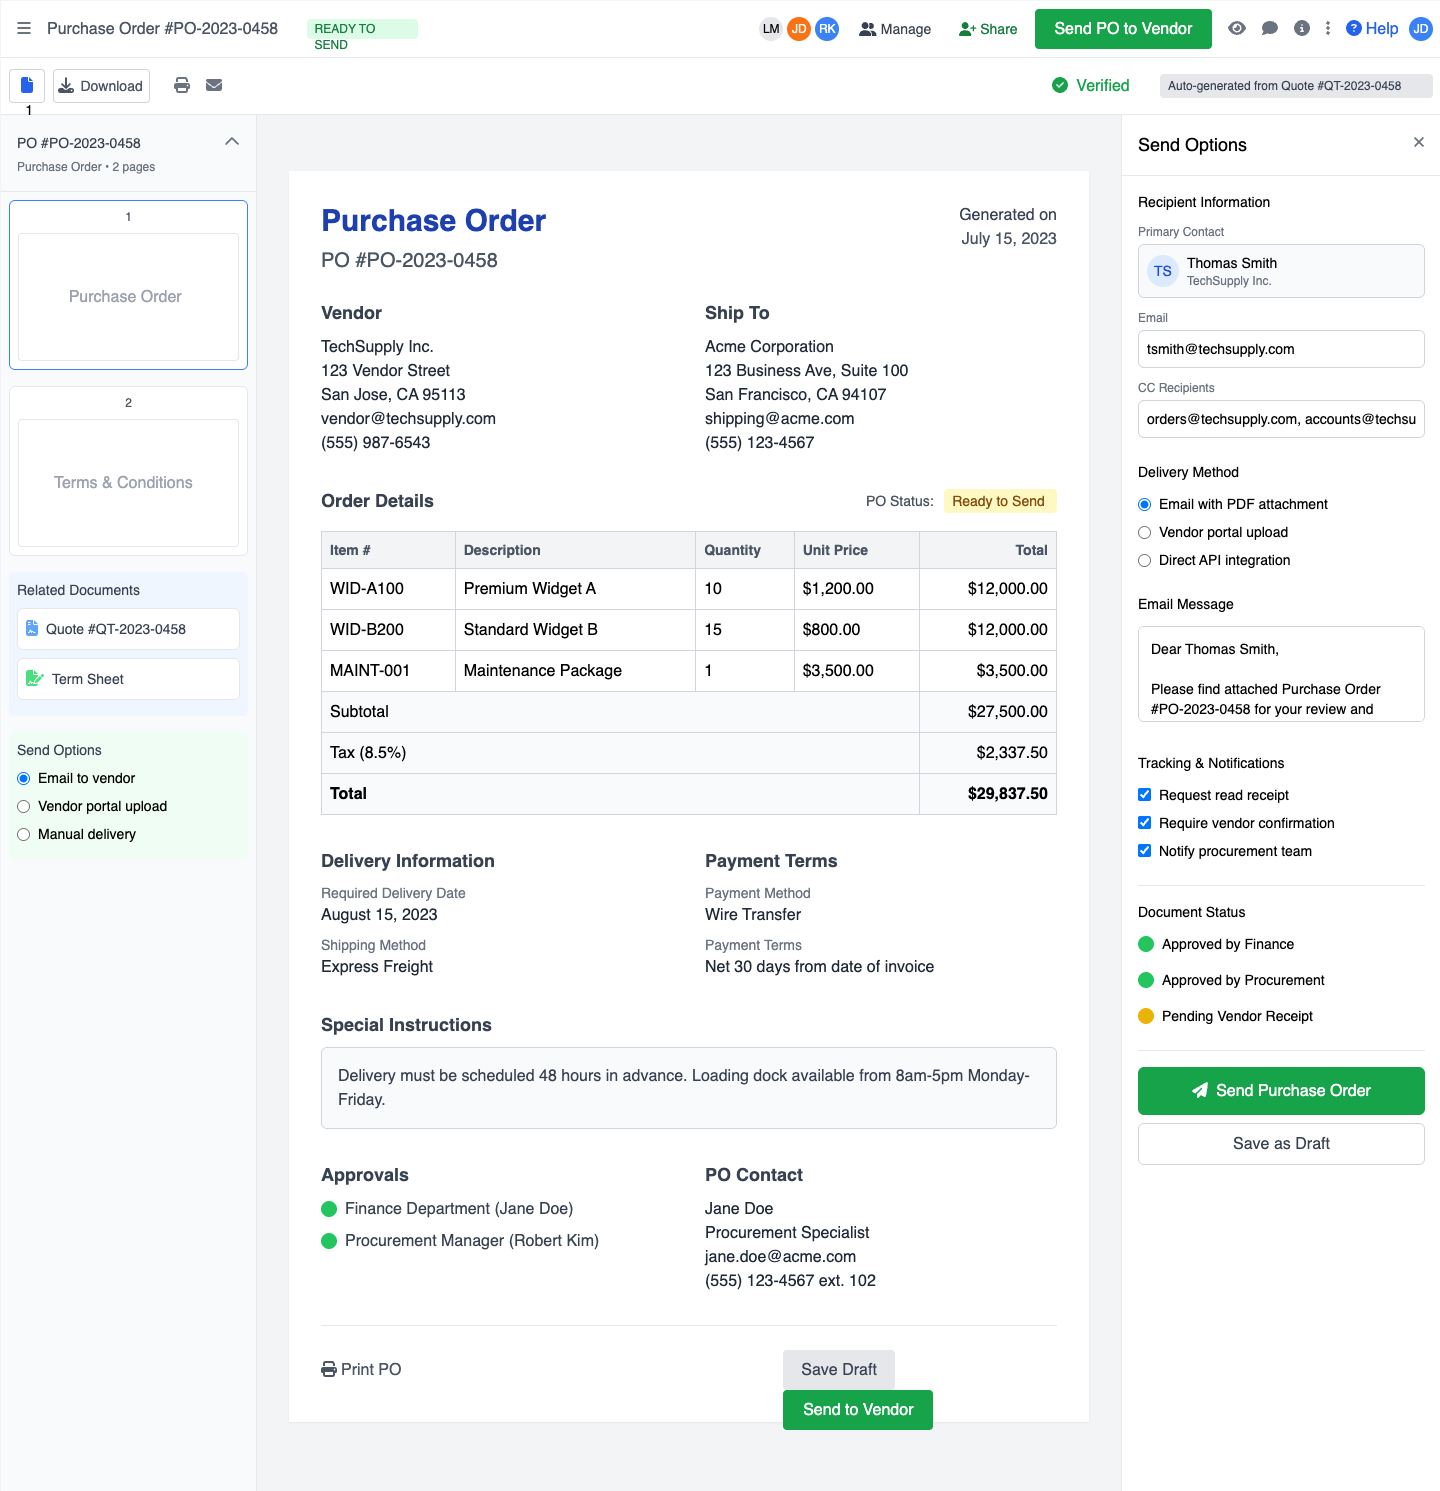 Purchase Order #PO-2023-0458
READY TO
SEND
LM
JD
RK
Manage
Share
Send PO to Vendor
Help
JD
1
Download
Verified
Auto-generated from Quote #QT-2023-0458
PO #PO-2023-0458
Purchase Order • 2 pages
1
Purchase Order
2
Terms & Conditions
Related Documents
Quote #QT-2023-0458
Term Sheet
Send Options
Email to vendor
Vendor portal upload
Manual delivery
Purchase Order
PO #PO-2023-0458
Generated on
July 15, 2023
Vendor
TechSupply Inc.
123 Vendor Street
San Jose, CA 95113
vendor@techsupply.com
(555) 987-6543
Ship To
Acme Corporation
123 Business Ave, Suite 100
San Francisco, CA 94107
shipping@acme.com
(555) 123-4567
Order Details
PO Status: Ready to Send
Item # Description Quantity Unit Price Total
WID-A100 Premium Widget A 10 $1,200.00 $12,000.00
WID-B200 Standard Widget B 15 $800.00 $12,000.00
MAINT-001 Maintenance Package 1 $3,500.00 $3,500.00
Subtotal $27,500.00
Tax (8.5%) $2,337.50
Total $29,837.50
Delivery Information
Required Delivery Date
August 15, 2023
Shipping Method
Express Freight
Payment Terms
Payment Method
Wire Transfer
Payment Terms
Net 30 days from date of invoice
Special Instructions
Delivery must be scheduled 48 hours in advance. Loading dock available from 8am-5pm Monday-
Friday.
Approvals
Finance Department (Jane Doe)
Procurement Manager (Robert Kim)
PO Contact
Jane Doe
Procurement Specialist
jane.doe@acme.com
(555) 123-4567 ext. 102
Print PO
Save Draft
Send to Vendor
Send Options
Recipient Information
Primary Contact
TS
Thomas Smith
TechSupply Inc.
Email
tsmith@techsupply.com
CC Recipients
orders@techsupply.com, accounts@techsu
Delivery Method
Email with PDF attachment
Vendor portal upload
Direct API integration
Email Message
Dear Thomas Smith,
Please find attached Purchase Order
#PO-2023-0458 for your review and
Tracking & Notifications
Request read receipt
Require vendor confirmation
Notify procurement team
Document Status
Approved by Finance
Approved by Procurement
Pending Vendor Receipt
Send Purchase Order
Save as Draft